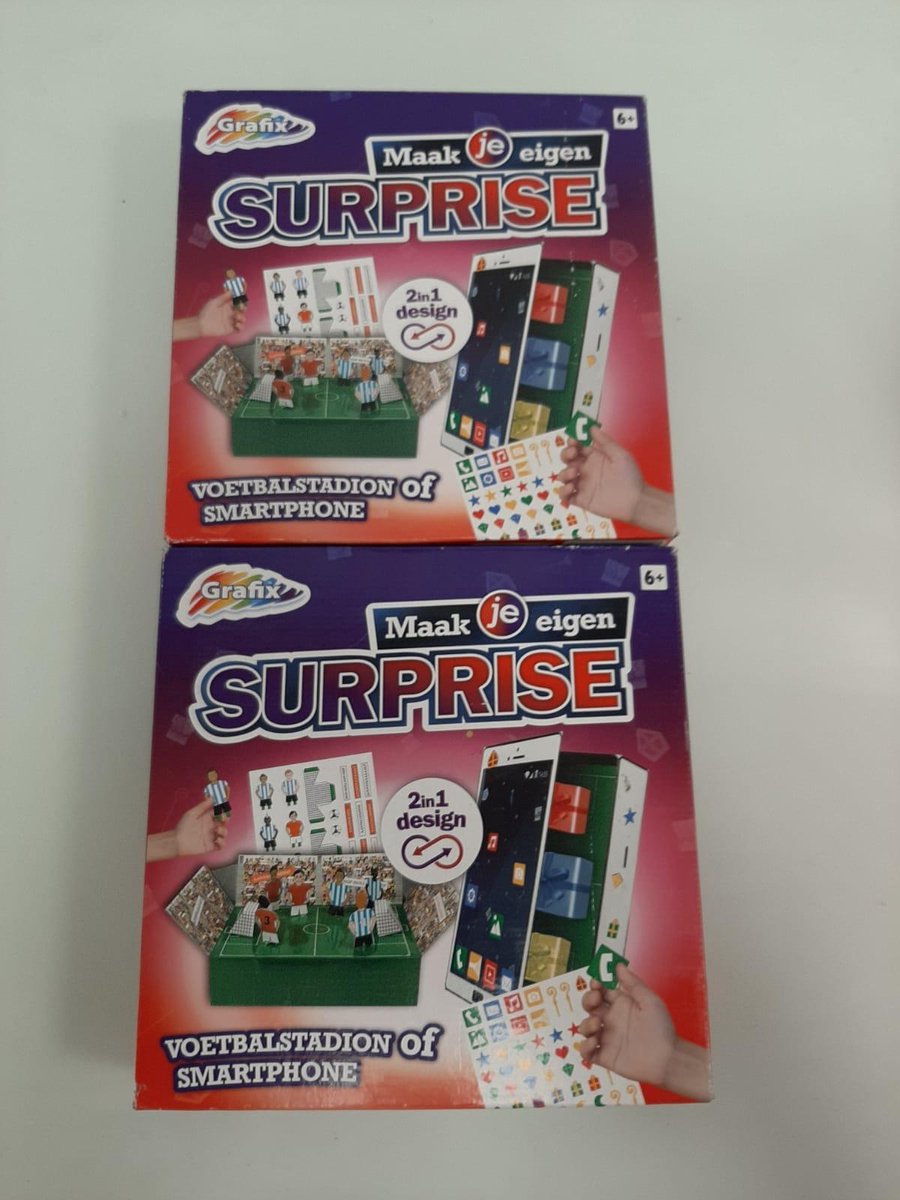 Grafix
6+
Maak je eigen
SURPRISE
2in1
design
VOETBALSTADION of
SMARTPHONE
Grafix
6+
Maak je eigen
SURPRISE
2in1
design
3
VOETBALSTADION of
SMARTPHONE